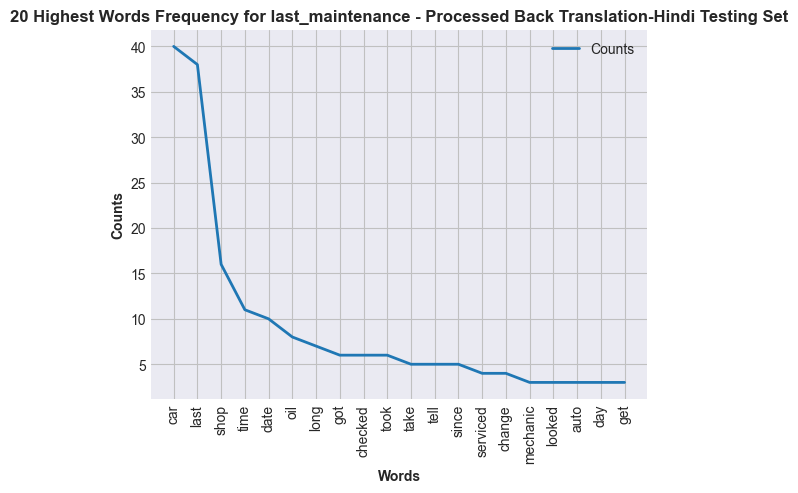 20 Highest Words Frequency for last_maintenance - Processed Back Translation-Hindi Testing Set
Counts
40
35
30
25
20
15
10
5
Counts
car
last
shop
time
date
oil
long
got
checked
took
take
tell
since
serviced
change
mechanic
looked
auto
day
get
Words